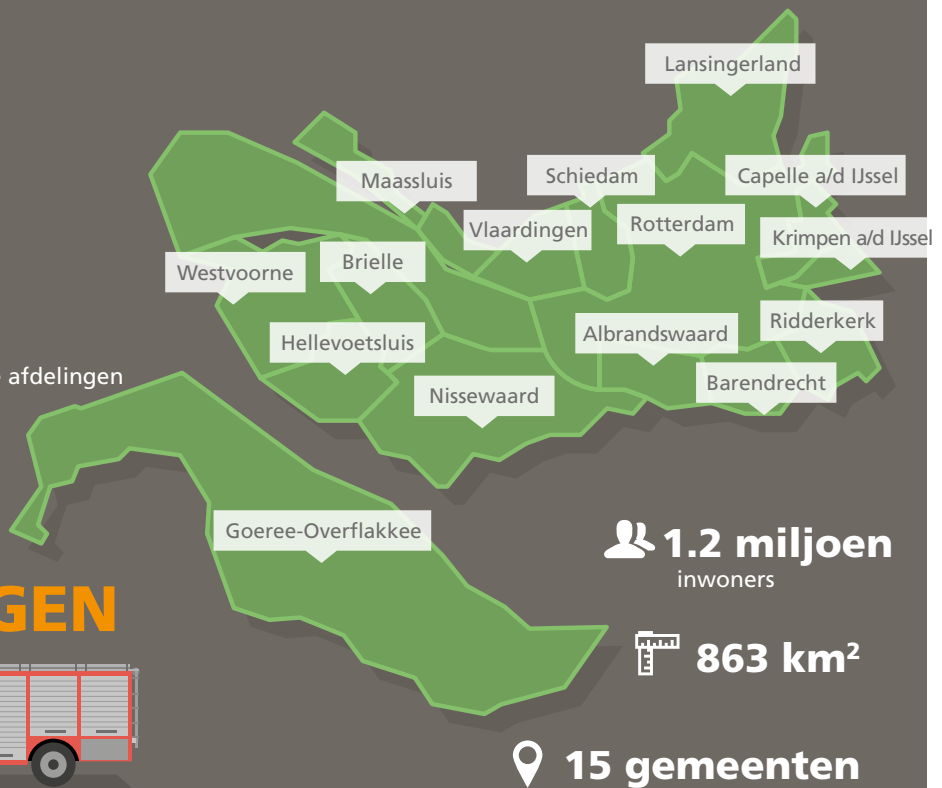 Lansingerland
Maassluis
Schiedam
Capelle a/d IJssel
Vlaardingen
Rotterdam
Krimpen a/d IJssel
Westvoorne
Brielle
Hellevoetsluis
Albrandswaard
Ridderkerk
afdelingen
Nissewaard
Barendrecht
Goeree-Overflakkee
1.2 miljoen
inwoners
GEN
863 km²
15 gemeenten